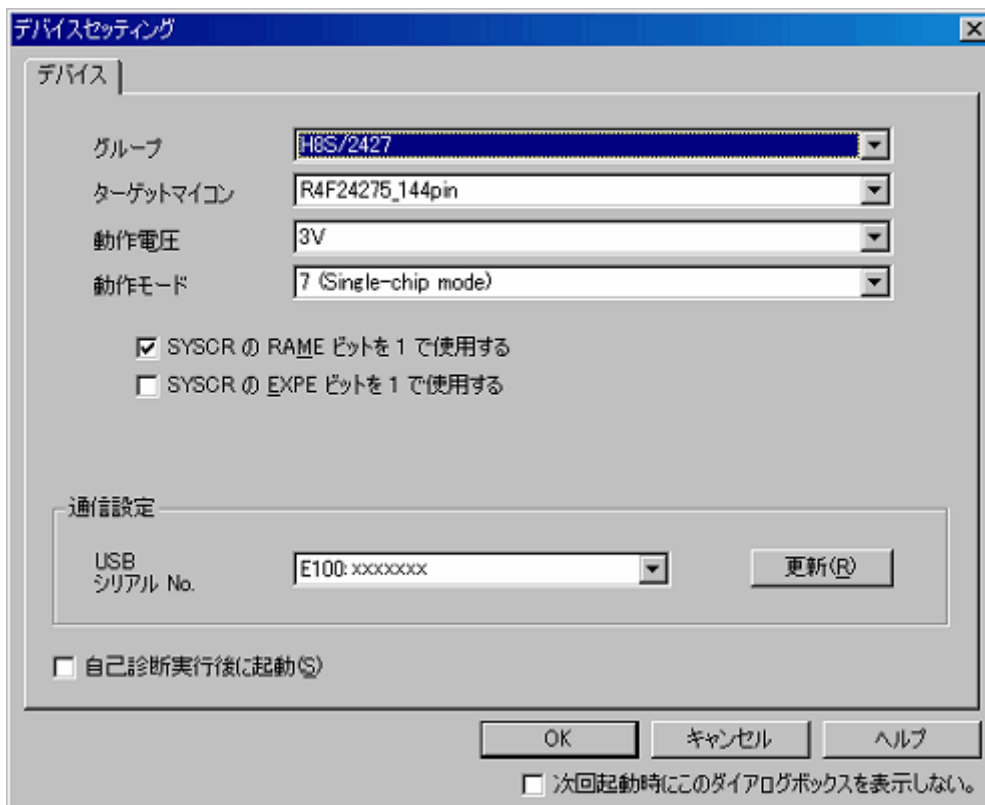 デバイスセッティング
デバイス
グループ H8S/2427
ターゲットマイコン R4F24275_144pin
動作電圧 3V
動作モード 7 (Single-chip mode)
SYSCR の RAME ビットを 1 で使用する
SYSCR の EXPE ビットを 1 で使用する
通信設定
USB
シリアル No. E100: xxxxxxx 更新(R)
自己診断実行後に起動(S)
OK キャンセル ヘルプ
次回起動時にこのダイアログボックスを表示しない。